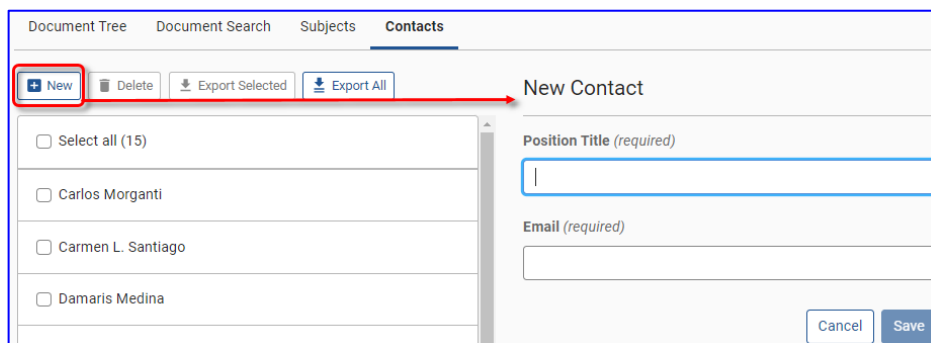 Document Tree Document Search Subjects Contacts
New Delete Export Selected Export All
Select all (15)
Carlos Morganti
Carmen L. Santiago
Damaris Medina
New Contact
Position Title (required)
Email (required)
Cancel Save